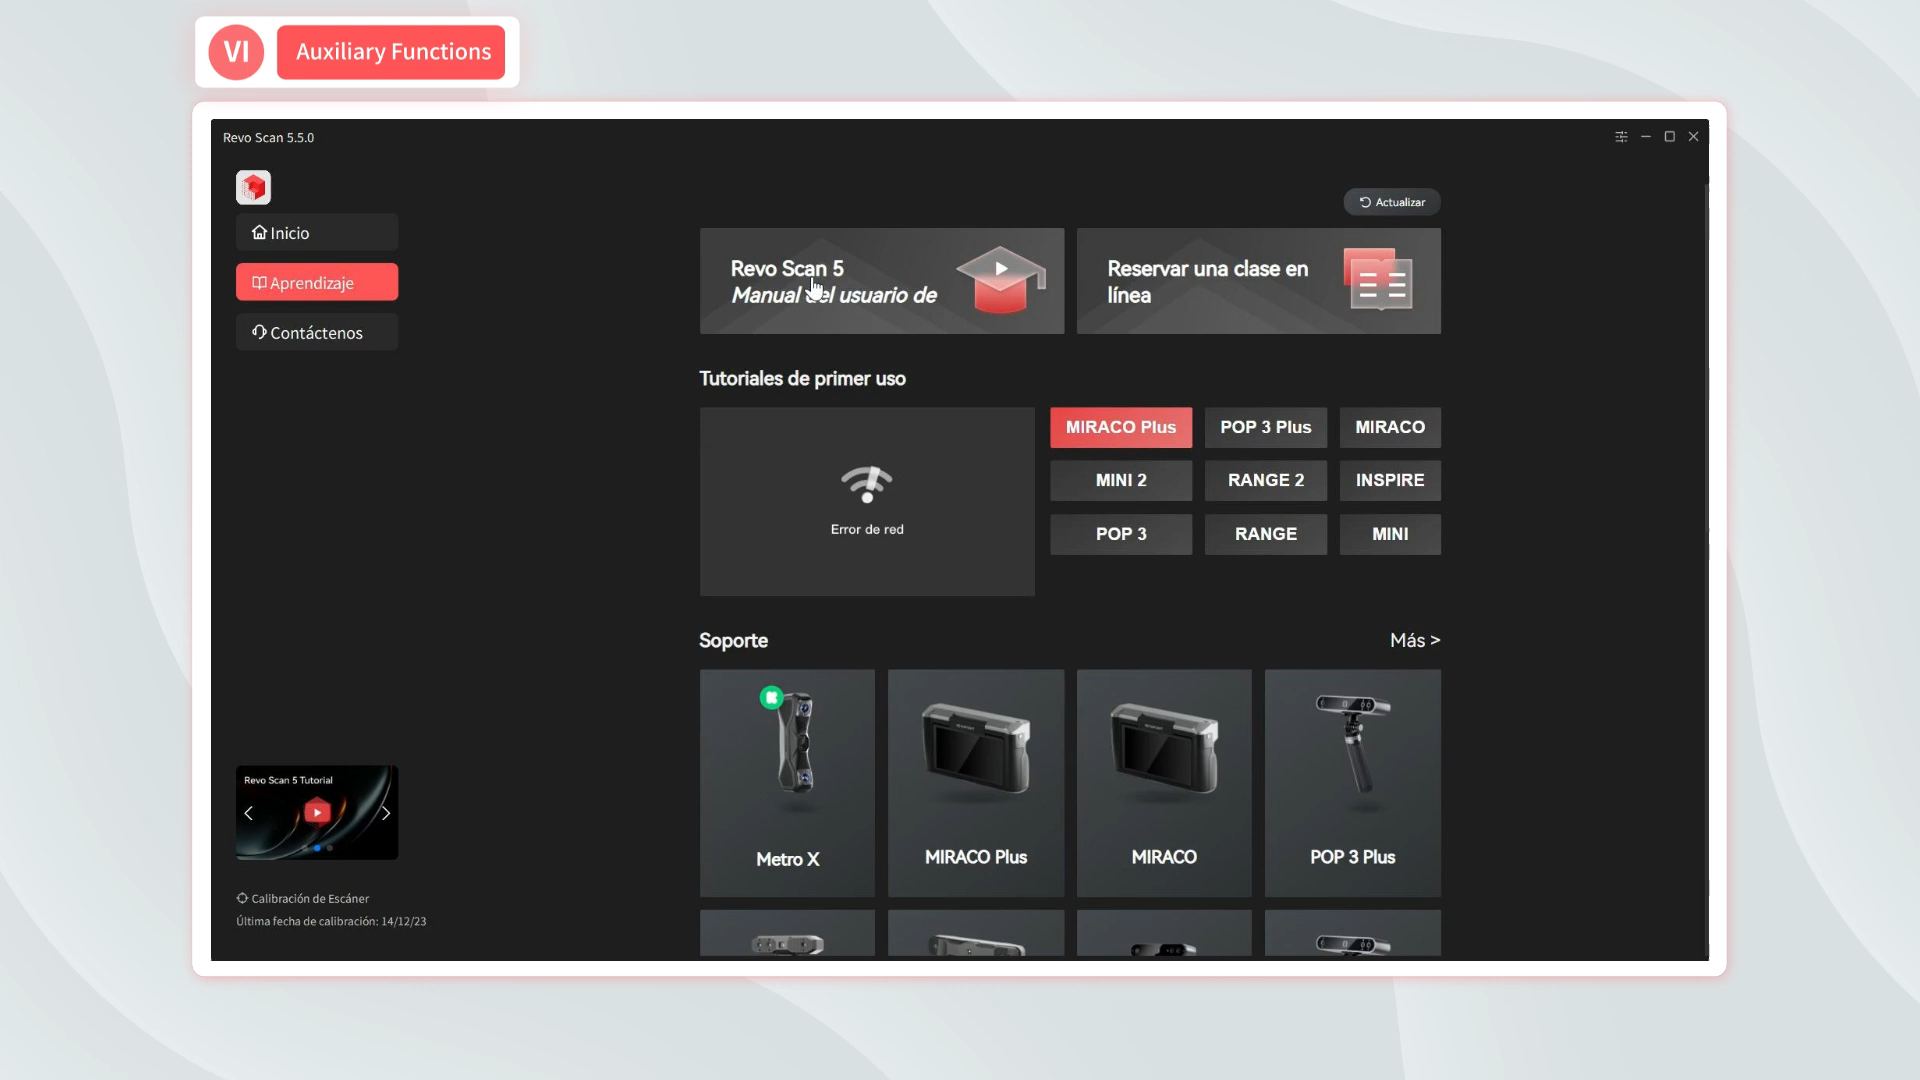 VI
Auxiliary Functions
Revo Scan 5.5.0
Inicio
Aprendizaje
Contáctenos
Actualizar
Revo Scan 5
Manual del usuario de
Reservar una clase en
línea
Tutoriales de primer uso
Error de red
MIRACO Plus
POP 3 Plus
MIRACO
MINI 2
RANGE 2
INSPIRE
POP 3
RANGE
MINI
Soporte
Más >
Metro X
MIRACO Plus
MIRACO
POP 3 Plus
Revo Scan 5 Tutorial
Calibración de Escáner
Última fecha de calibración: 14/12/23